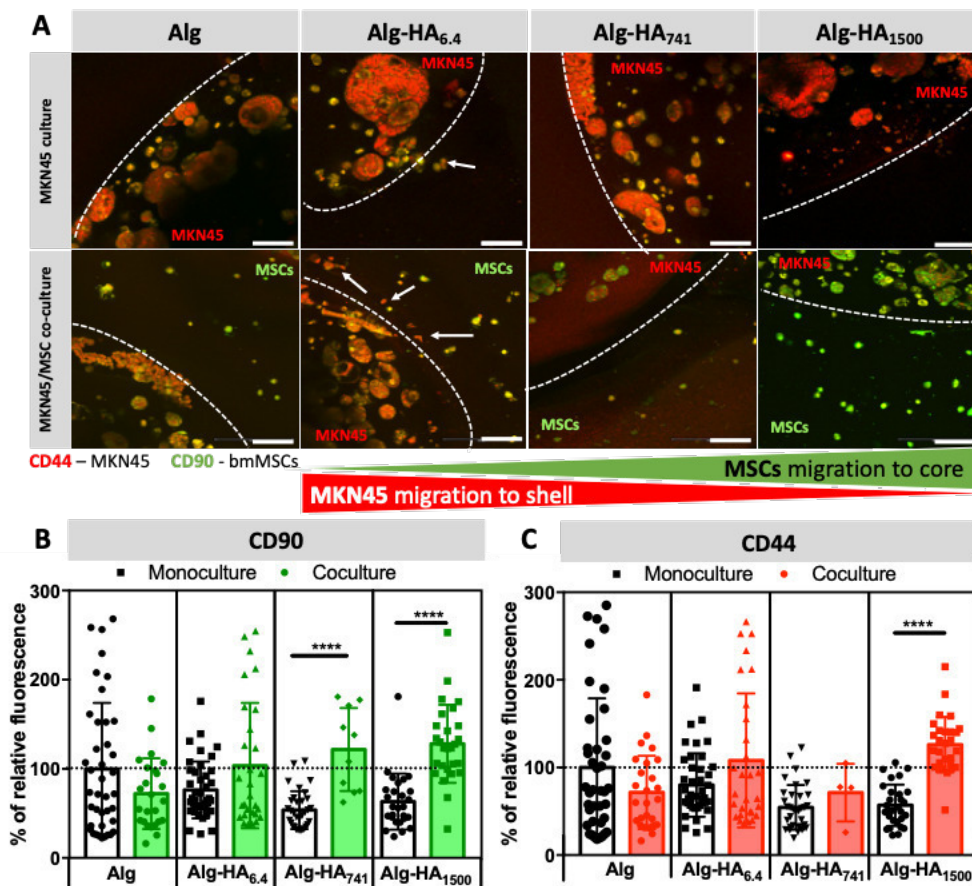 A
Alg
Alg-HA6.4
Alg-HA741
Alg-HA1500
MKN45 culture
MKN45
MKN45
MKN45
MKN45
MKN45/MSC co-culture
MSCs
MSCs
MKN45
MKN45
MKN45
MSCs
MSCs
CD44 – MKN45 CD90 - bmMSCs
MSCs migration to core
MKN45 migration to shell
B
CD90
Monoculture Coculture
% of relative fluorescence
300
200
100
0
****
****
Alg
Alg-HA6.4
Alg-HA741
Alg-HA1500
C
CD44
Monoculture Coculture
% of relative fluorescence
300
200
100
0
****
Alg
Alg-HA6.4
Alg-HA741
Alg-HA1500